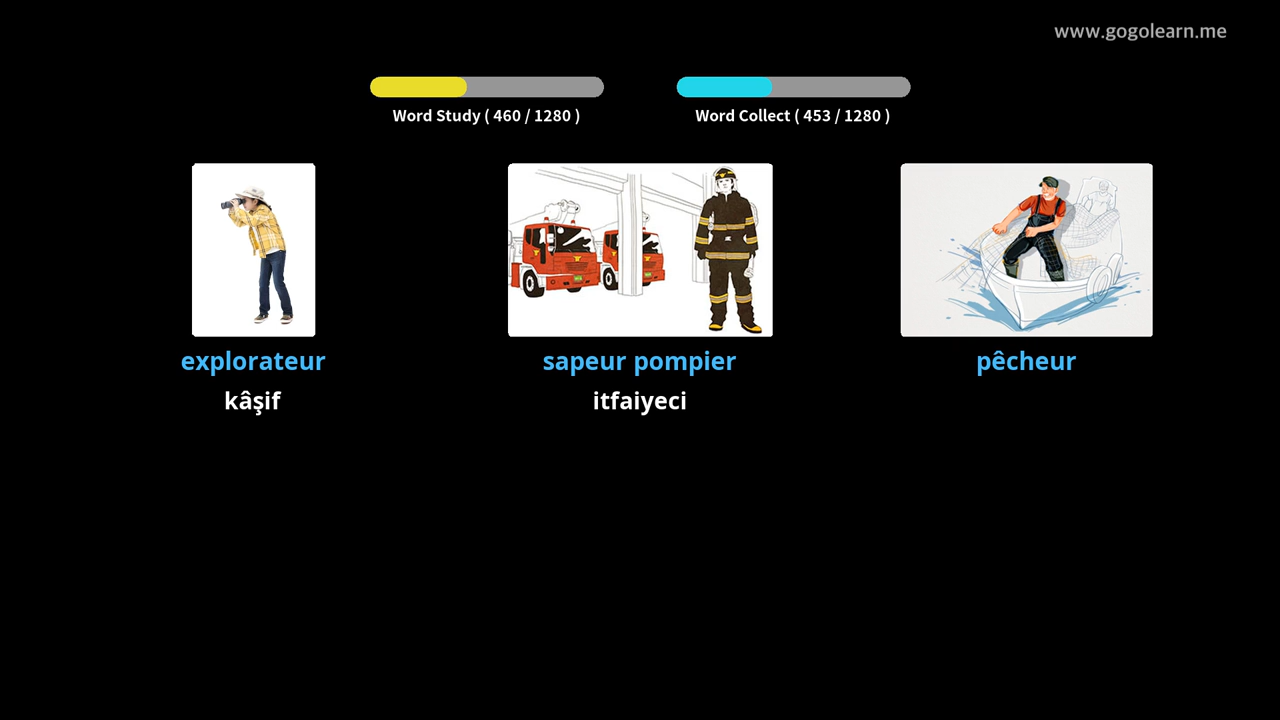 www.gogolearn.me
Word Study ( 460 / 1280 )
Word Collect ( 453 / 1280 )
explorateur
kâşif
sapeur pompier
itfaiyeci
pêcheur